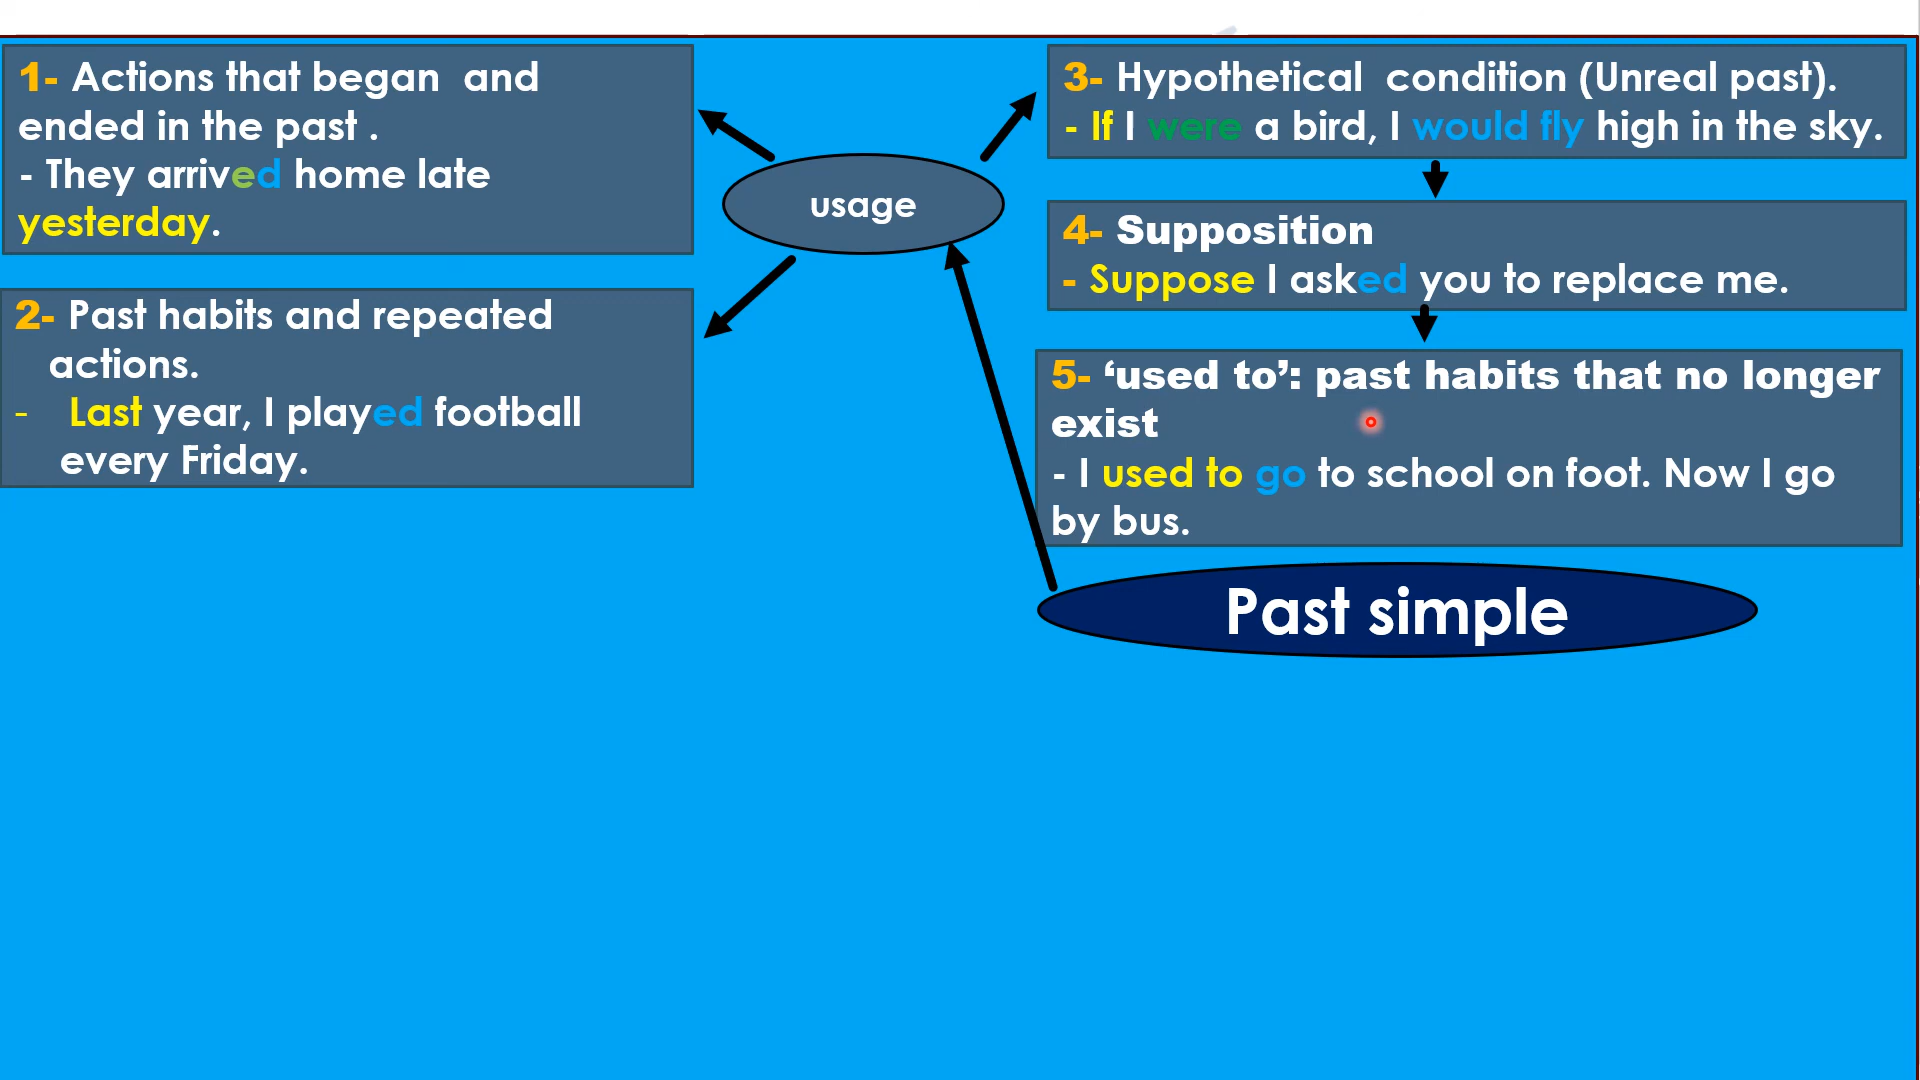 1- Actions that began  and
ended in the past .
- They arrived home late
yesterday.
2- Past habits and repeated
actions.
-   Last year, I played football
every Friday.
usage
3- Hypothetical  condition (Unreal past).
- If I were a bird, I would fly high in the sky.
4- Supposition
- Suppose I asked you to replace me.
5- ‘used to’: past habits that no longer
exist
- I used to go to school on foot. Now I go
by bus.
Past simple